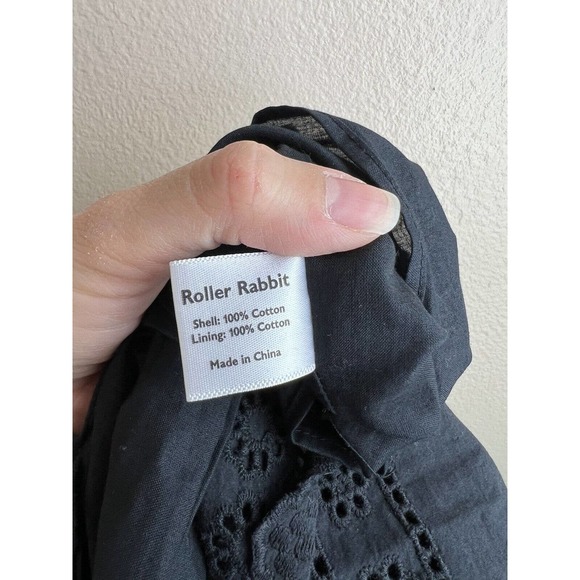 Roller Rabbit
Shell: 100% Cotton
Lining: 100% Cotton
Made in China